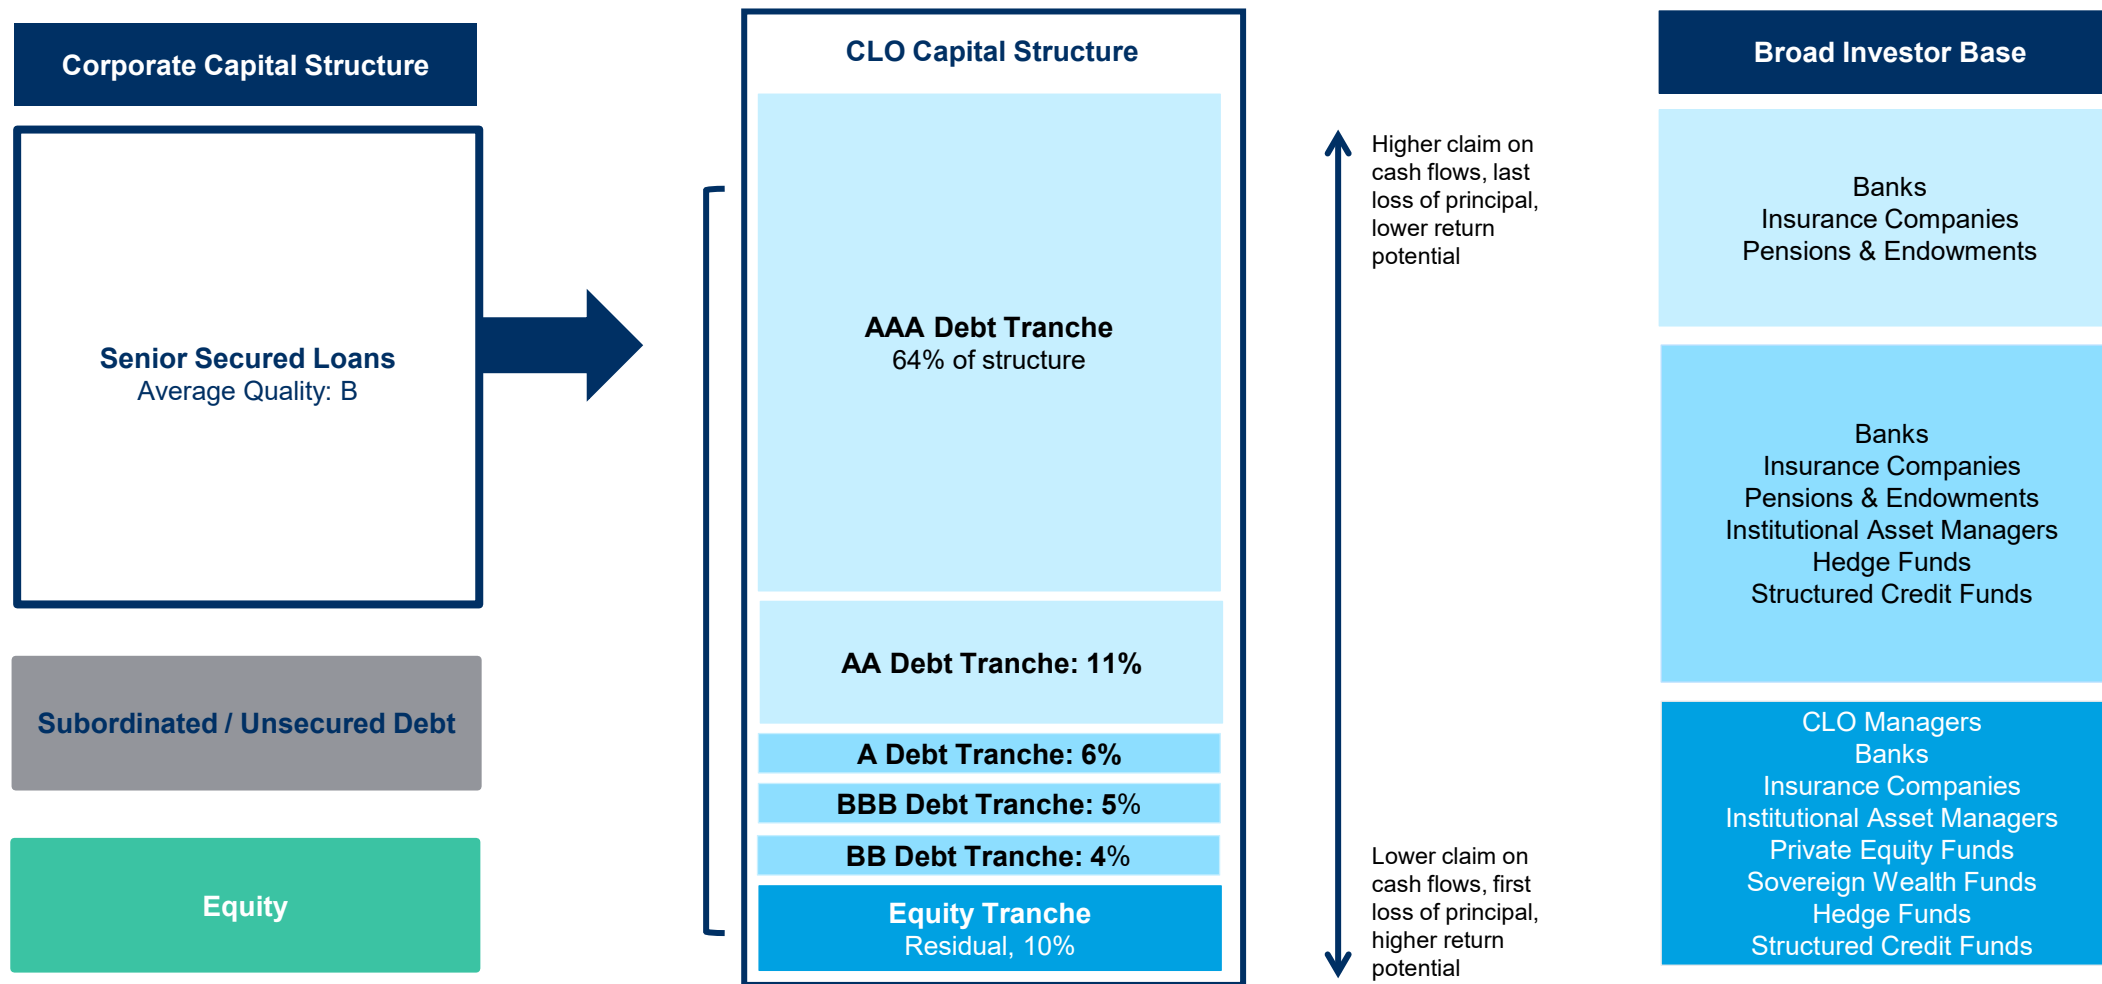 Corporate Capital Structure
Senior Secured Loans
Average Quality: B
Subordinated / Unsecured Debt
Equity
CLO Capital Structure
AAA Debt Tranche
64% of structure
AA Debt Tranche: 11%
A Debt Tranche: 6%
BBB Debt Tranche: 5%
BB Debt Tranche: 4%
Equity Tranche
Residual, 10%
Higher claim on
cash flows, last
loss of principal,
lower return
potential
Lower claim on
cash flows, first
loss of principal,
higher return
potential
Broad Investor Base
Banks
Insurance Companies
Pensions & Endowments
Banks
Insurance Companies
Pensions & Endowments
Institutional Asset Managers
Hedge Funds
Structured Credit Funds
CLO Managers
Banks
Insurance Companies
Institutional Asset Managers
Private Equity Funds
Sovereign Wealth Funds
Hedge Funds
Structured Credit Funds